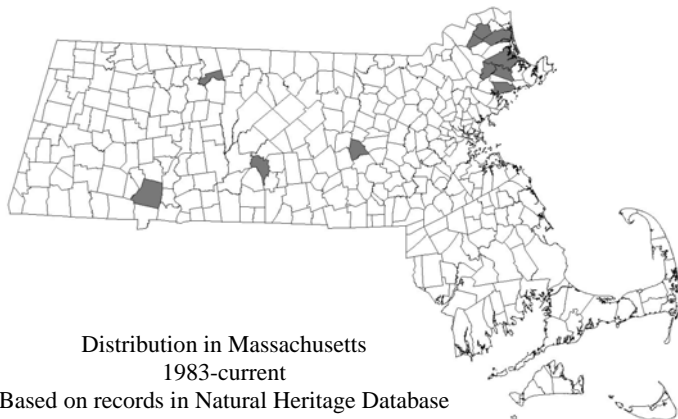 Distribution in Massachusetts
1983-current
Based on records in Natural Heritage Database